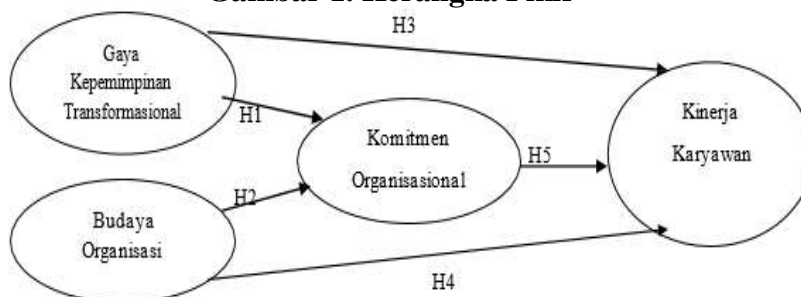 H3
Gaya
Kepemimpinan
Transformasional
H1
Kinerja
Karyawan
Komitmen
Organisasional
H5
H2
Budaya
Organisasi
H4